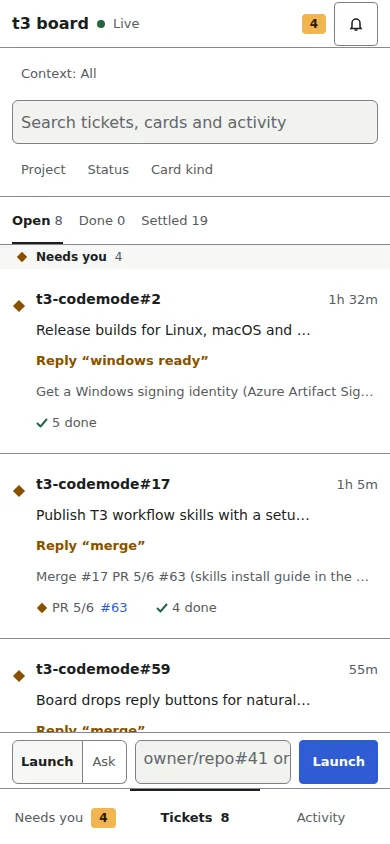 t3 board Live 4
Context: All
Search tickets, cards and activity
Project Status Card kind
Open 8 Done 0 Settled 19
Needs you 4
t3-codemode#2 1h 32m
Release builds for Linux, macOS and …
Reply “windows ready”
Get a Windows signing identity (Azure Artifact Sig…
5 done
t3-codemode#17 1h 5m
Publish T3 workflow skills with a setu…
Reply “merge”
Merge #17 PR 5/6 #63 (skills install guide in the …
PR 5/6 #63 4 done
t3-codemode#59 55m
Board drops reply buttons for natural…
Reply “merge”
Launch Ask owner/repo#41 or Launch
Needs you 4 Tickets 8 Activity